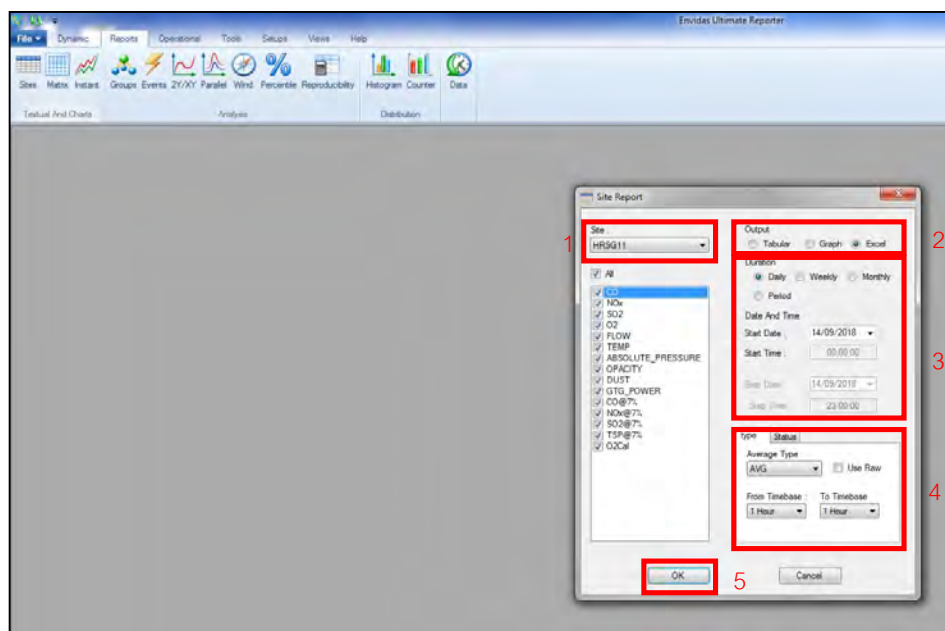 Envidas Ultimate Reporter
File Dynamic Reports Operational Tools Setups Views Help
Sites Matrix Instant Groups Events 2Y/XY Parallel Wind Percentile Reproducibility Histogram Counter Data
Textual And Charts Analysis Distribution
Site Report
Site :
1 HRSG11
All
CO
NOx
SO2
O2
FLOW
TEMP
ABSOLUTE_PRESSURE
OPACITY
DUST
GTG_POWER
CO@7%
NOx@7%
SO2@7%
TSP@7%
O2Cal
Output
Tabular Graph Excel 2
Duration
Daily Weekly Monthly
Period
Date And Time
Start Date : 14/09/2018
Start Time : 00:00:00
3
Stop Date : 14/09/2018
Stop Time : 23:00:00
Type Status
Average Type
AVG Use Raw
4
From Timebase : To Timebase
1 Hour 1 Hour
OK 5 Cancel